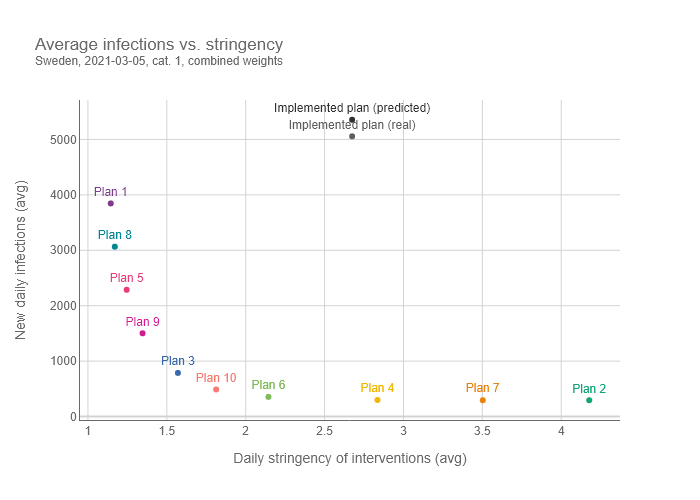 Average infections vs. stringency
Sweden, 2021-03-05, cat. 1, combined weights
Implemented plan (predicted)
Implemented plan (real)
5000
Plan 1
4000
Plan 8
3000
Plan 5
2000
Plan 9
1000
Plan 3
Plan 10
Plan 6
Plan 4
Plan 7
Plan 2
0
1
1.5
2
2.5
3
3.5
4
New daily infections (avg)
Daily stringency of interventions (avg)